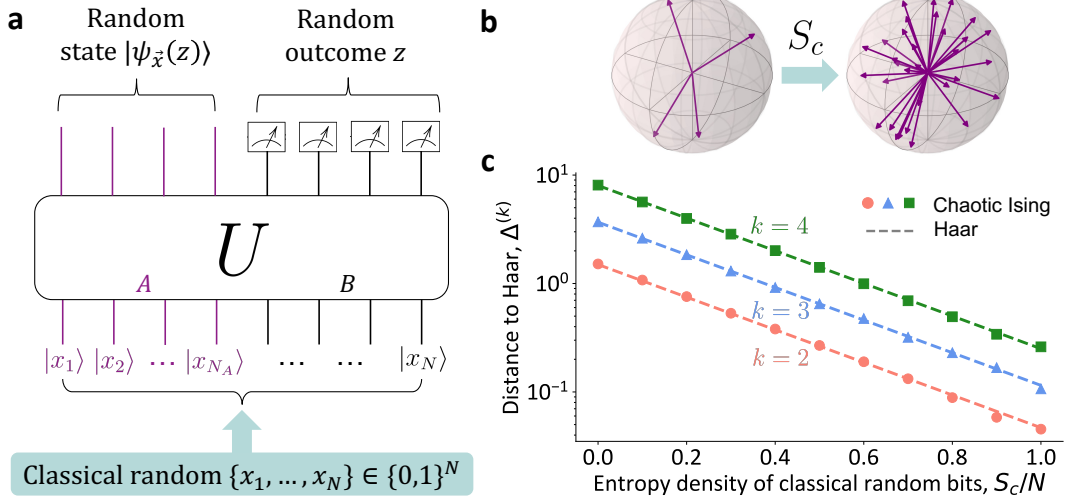 a
Random
state |ψ_x⃗(z)⟩
Random
outcome z
U
A
B
|x₁⟩ |x₂⟩ ... |x_{N_A}⟩ ... ... |x_N⟩
Classical random {x₁, ..., x_N} ∈ {0,1}^N
b
S_c
c
Distance to Haar, Δ^(k)
10¹
10⁰
10⁻¹
k = 4
k = 3
k = 2
Chaotic Ising
Haar
0.0 0.2 0.4 0.6 0.8 1.0
Entropy density of classical random bits, S_c/N